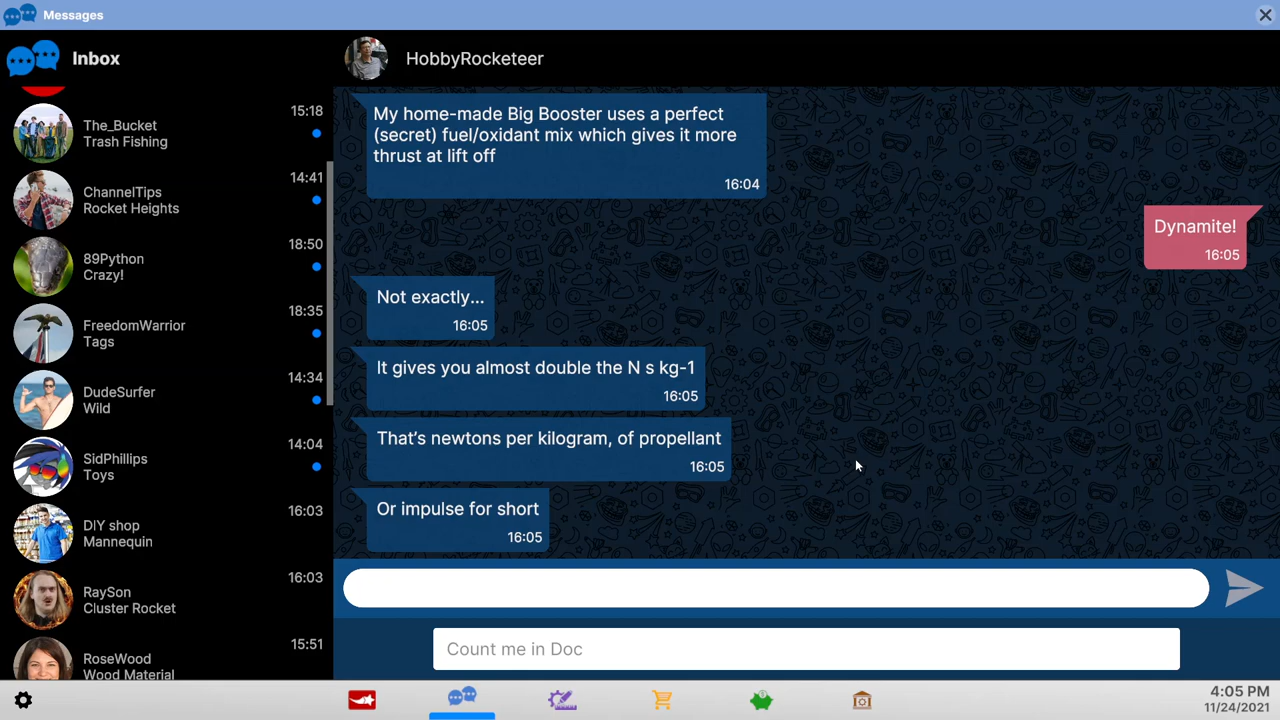 Messages
Inbox
15:18
The_Bucket
Trash Fishing
14:41
ChannelTips
Rocket Heights
18:50
89Python
Crazy!
18:35
FreedomWarrior
Tags
14:34
DudeSurfer
Wild
14:04
SidPhillips
Toys
16:03
DIY shop
Mannequin
16:03
RaySon
Cluster Rocket
15:51
RoseWood
Wood Material
HobbyRocketeer
My home-made Big Booster uses a perfect
(secret) fuel/oxidant mix which gives it more
thrust at lift off
16:04
Dynamite!
16:05
Not exactly...
16:05
It gives you almost double the N s kg-1
16:05
That's newtons per kilogram, of propellant
16:05
Or impulse for short
16:05
Count me in Doc
4:05 PM
11/24/2021